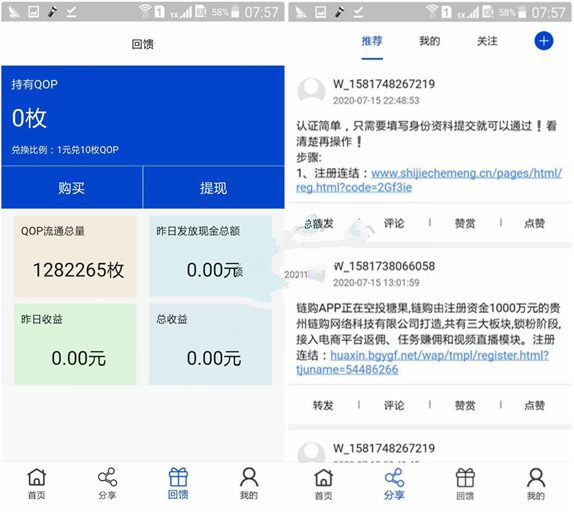 58% 07:57
回馈
持有QOP
0枚
兑换比例：1元兑10枚QOP
购买
提现
QOP流通总量
1282265枚
昨日发放现金总额
0.00元
昨日收益
0.00元
总收益
0.00元
首页
分享
回馈
我的
58% 07:57
推荐
我的
关注
W_1581748267219
2020-07-15 22:48:53
认证简单，只需要填写身份资料提交就可以通过！看
清楚再操作！
步骤:
1、注册连结：www.shijiechemeng.cn/pages/html/
reg.html?code=2Gf3ie
评论
赞赏
点赞
W_1581738066058
2020-07-15 13:01:59
链购APP正在空投糖果,链购由注册资金1000万元的贵
州链购网络科技有限公司打造,共有三大板块,锁粉阶段,
接入电商平台返佣、任务赚佣和视频直播模块。注册
连结：huaxin.bgygf.net/wap/tmpl/register.html?
tjuname=54486266
转发
评论
赞赏
点赞
W_1581748267219
首页
分享
回馈
我的